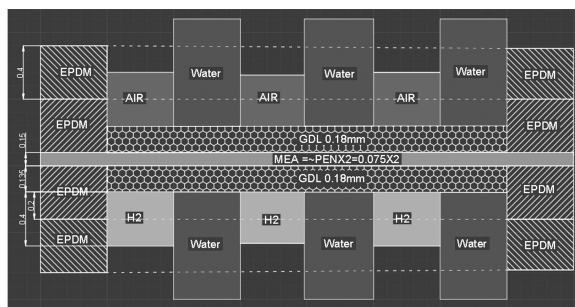 0.4
EPDM
Water
Water
Water
EPDM
AIR
AIR
AIR
EPDM
EPDM
0.15
GDL 0.18mm
MEA =~PENX2=0.075X2
0.135
GDL 0.18mm
EPDM
EPDM
0.2
H2
H2
H2
0.4
EPDM
Water
Water
Water
EPDM